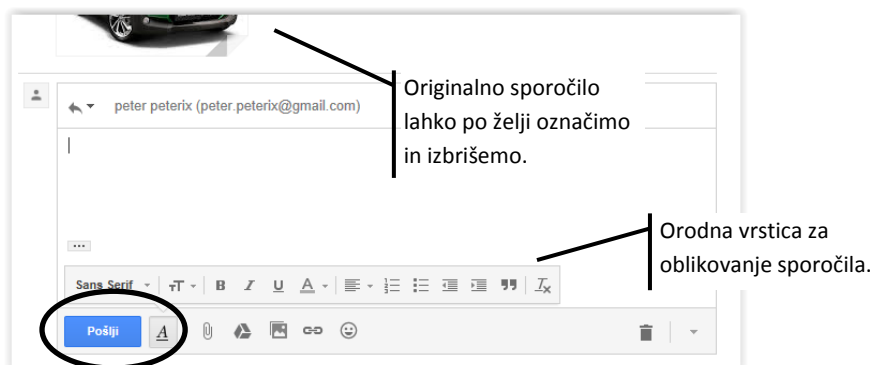 Originalno sporočilo
lahko po želji označimo
in izbrišemo.
peter peterix (peter.peterix@gmail.com)
Orodna vrstica za
oblikovanje sporočila.
Sans Serif
Pošlji